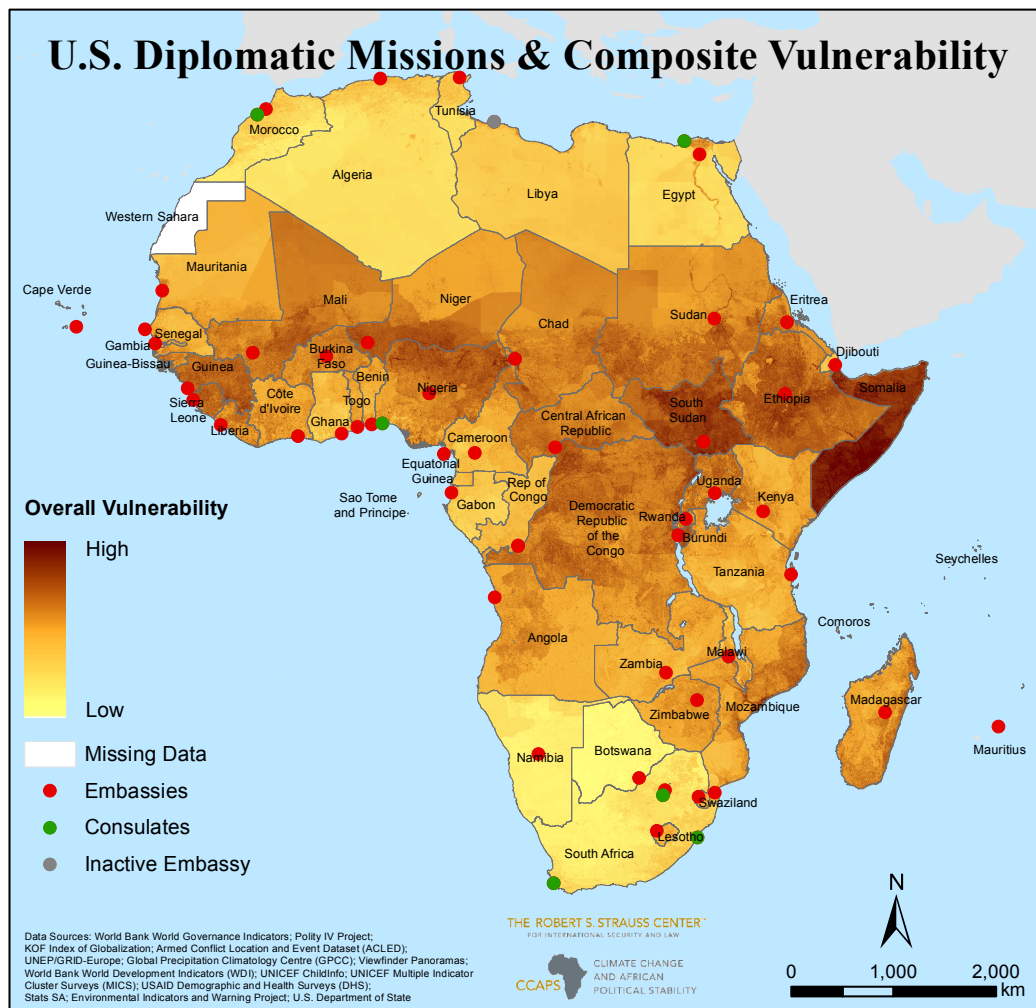 U.S. Diplomatic Missions & Composite Vulnerability
Tunisia
Morocco
Algeria
Libya
Egypt
Western Sahara
Mauritania
Cape Verde
Mali
Niger
Chad
Sudan
Eritrea
Senegal
Gambia
Guinea-Bissau
Guinea
Burkina
Faso
Benin
Nigeria
Djibouti
Somalia
Ethiopia
South
Sudan
Sierra
Leone
Côte
d'Ivoire
Togo
Ghana
Liberia
Central African
Republic
Cameroon
Equatorial
Guinea
Rep of
Congo
Uganda
Kenya
Sao Tome
and Principe
Gabon
Democratic
Republic
of the
Congo
Rwanda
Burundi
Tanzania
Seychelles
Comoros
Angola
Zambia
Malawi
Mozambique
Zimbabwe
Madagascar
Mauritius
Namibia
Botswana
Swaziland
Lesotho
South Africa
Overall Vulnerability
High
Low
Missing Data
Embassies
Consulates
Inactive Embassy
Data Sources: World Bank World Governance Indicators; Polity IV Project;
KOF Index of Globalization; Armed Conflict Location and Event Dataset (ACLED);
UNEP/GRID-Europe; Global Precipitation Climatology Centre (GPCC); Viewfinder Panoramas;
World Bank World Development Indicators (WDI); UNICEF ChildInfo; UNICEF Multiple Indicator
Cluster Surveys (MICS); USAID Demographic and Health Surveys (DHS);
Stats SA; Environmental Indicators and Warning Project; U.S. Department of State
THE ROBERT S. STRAUSS CENTER™
FOR INTERNATIONAL SECURITY AND LAW
CCAPS
CLIMATE CHANGE
AND AFRICAN
POLITICAL STABILITY
N
0 1,000 2,000
km